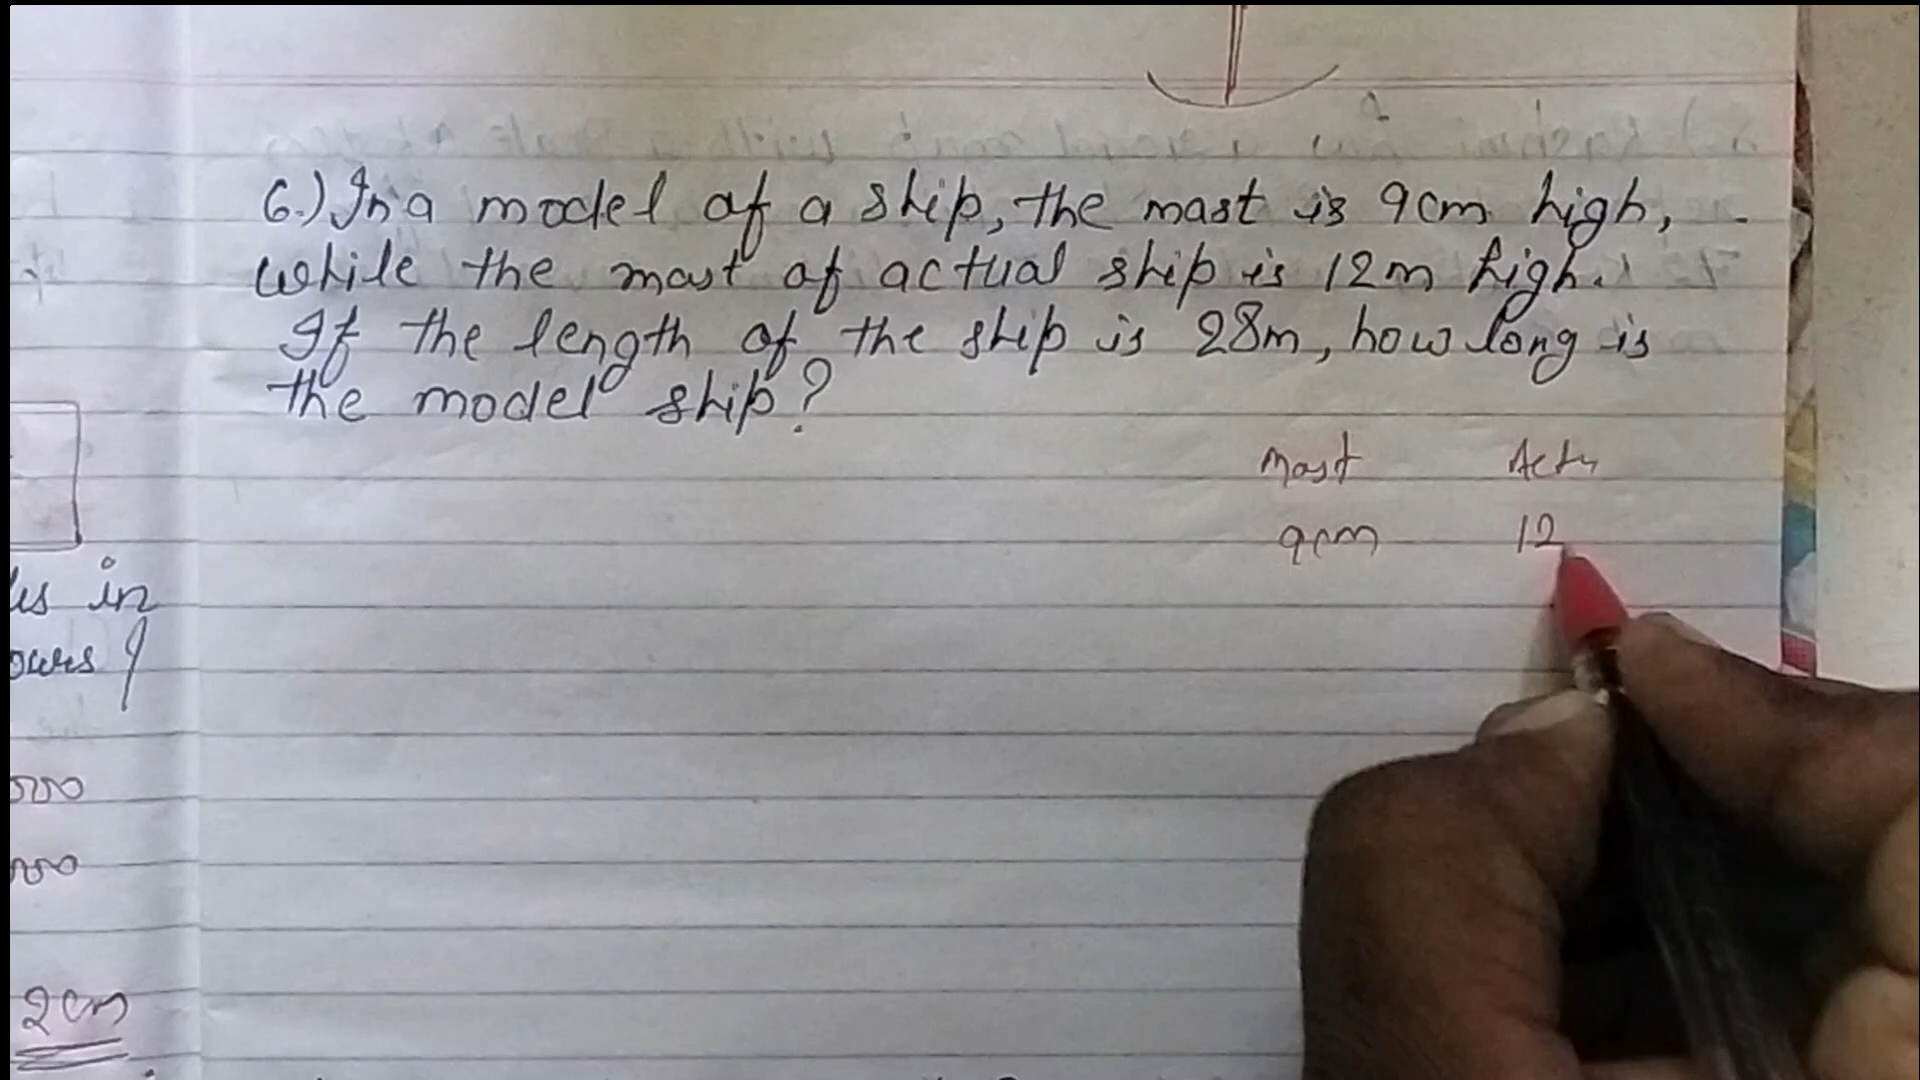 6.) In a model of a ship, the mast is 9cm high,
while the mast of actual ship is 12m high.
If the length of the ship is 28m, how long is
the model ship?
Mast Actu
9cm 12
in
2cm